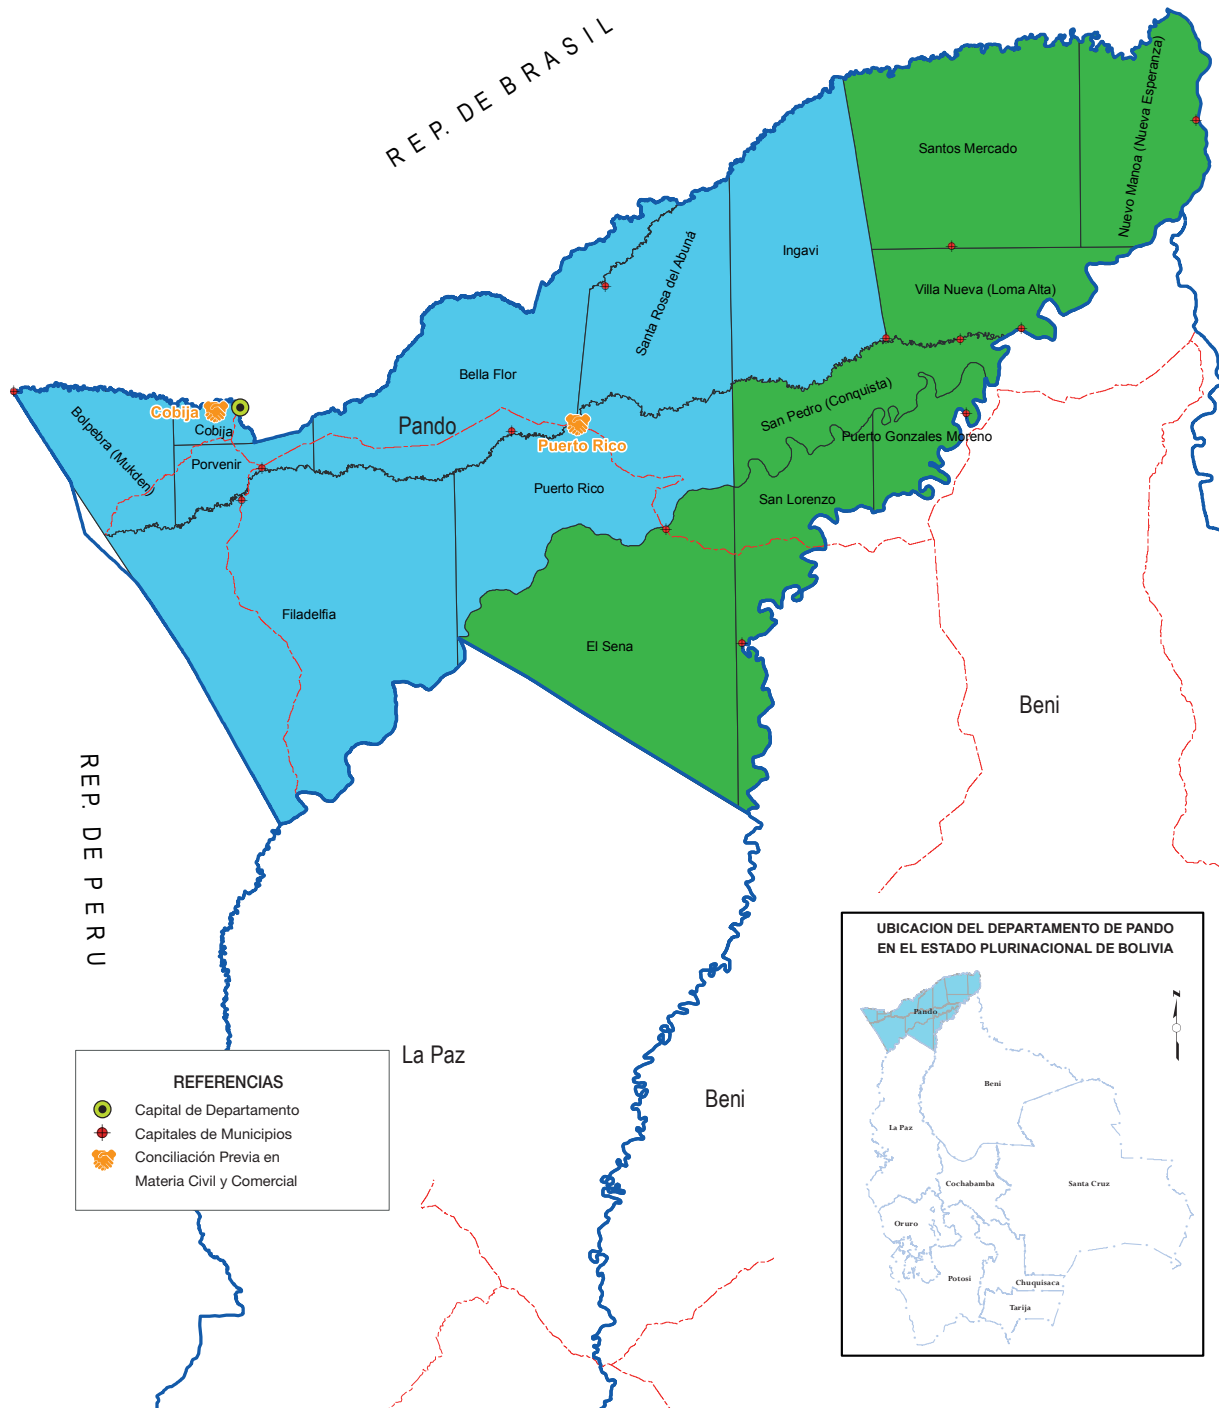 REP. DE BRASIL
Nuevo Manoa (Nueva Esperanza)
Santos Mercado
Ingavi
Santa Rosa del Abuná
Villa Nueva (Loma Alta)
Bella Flor
San Pedro (Conquista)
Bolpebra (Mukden)
Cobija
Cobija
Pando
Puerto Rico
Puerto Gonzales Moreno
Porvenir
Puerto Rico
San Lorenzo
Filadelfia
El Sena
Beni
REP. DE PERU
La Paz
Beni
REFERENCIAS
Capital de Departamento
Capitales de Municipios
Conciliación Previa en
Materia Civil y Comercial
UBICACION DEL DEPARTAMENTO DE PANDO
EN EL ESTADO PLURINACIONAL DE BOLIVIA
N
Pando
Beni
La Paz
Cochabamba
Santa Cruz
Oruro
Potosi
Chuquisaca
Tarija